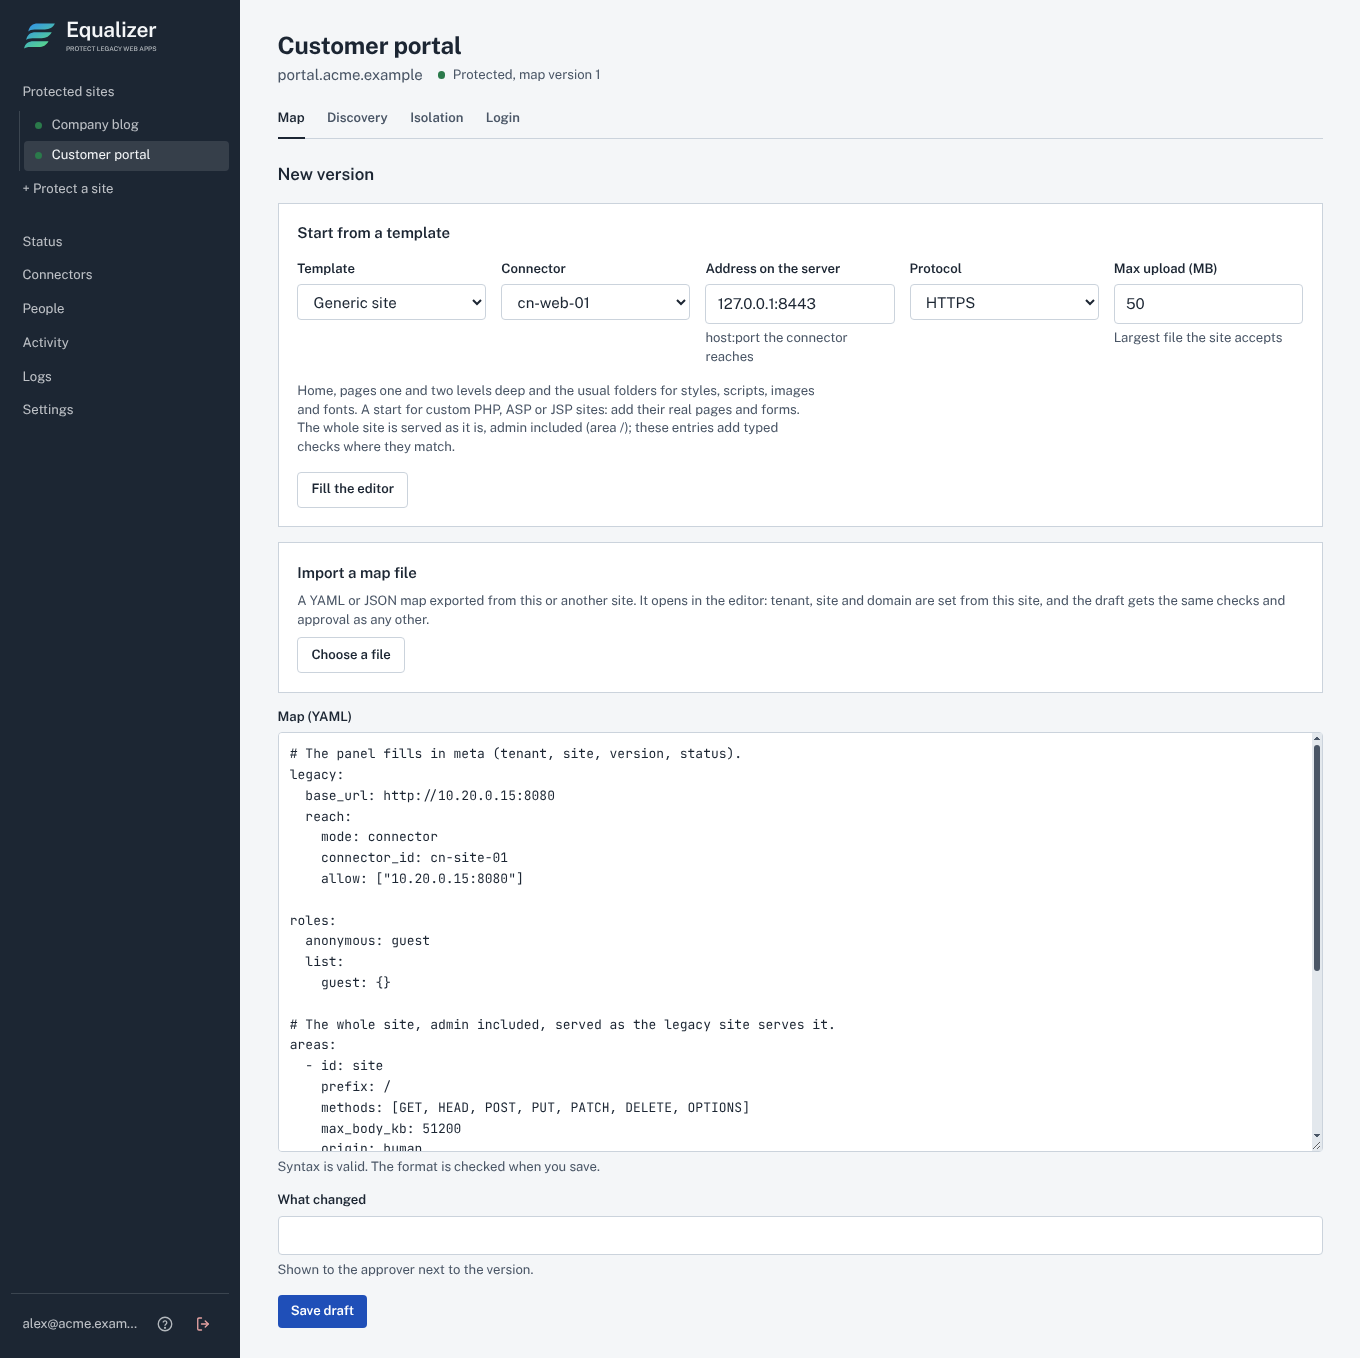 Equalizer
PROTECT LEGACY WEB APPS
Protected sites
Company blog
Customer portal
+ Protect a site
Status
Connectors
People
Activity
Logs
Settings
alex@acme.exam...
Customer portal
portal.acme.example
Protected, map version 1
Map
Discovery
Isolation
Login
New version
Start from a template
Template
Generic site
Connector
cn-web-01
Address on the server
127.0.0.1:8443
host:port the connector
reaches
Protocol
HTTPS
Max upload (MB)
50
Largest file the site accepts
Home, pages one and two levels deep and the usual folders for styles, scripts, images
and fonts. A start for custom PHP, ASP or JSP sites: add their real pages and forms.
The whole site is served as it is, admin included (area /); these entries add typed
checks where they match.
Fill the editor
Import a map file
A YAML or JSON map exported from this or another site. It opens in the editor: tenant, site and domain are set from this site, and the draft gets the same checks and
approval as any other.
Choose a file
Map (YAML)
# The panel fills in meta (tenant, site, version, status).
legacy:
  base_url: http://10.20.0.15:8080
  reach:
    mode: connector
    connector_id: cn-site-01
    allow: ["10.20.0.15:8080"]
roles:
  anonymous: guest
  list:
    guest: {}
# The whole site, admin included, served as the legacy site serves it.
areas:
  - id: site
    prefix: /
    methods: [GET, HEAD, POST, PUT, PATCH, DELETE, OPTIONS]
    max_body_kb: 51200
    origin: human
Syntax is valid. The format is checked when you save.
What changed
Shown to the approver next to the version.
Save draft